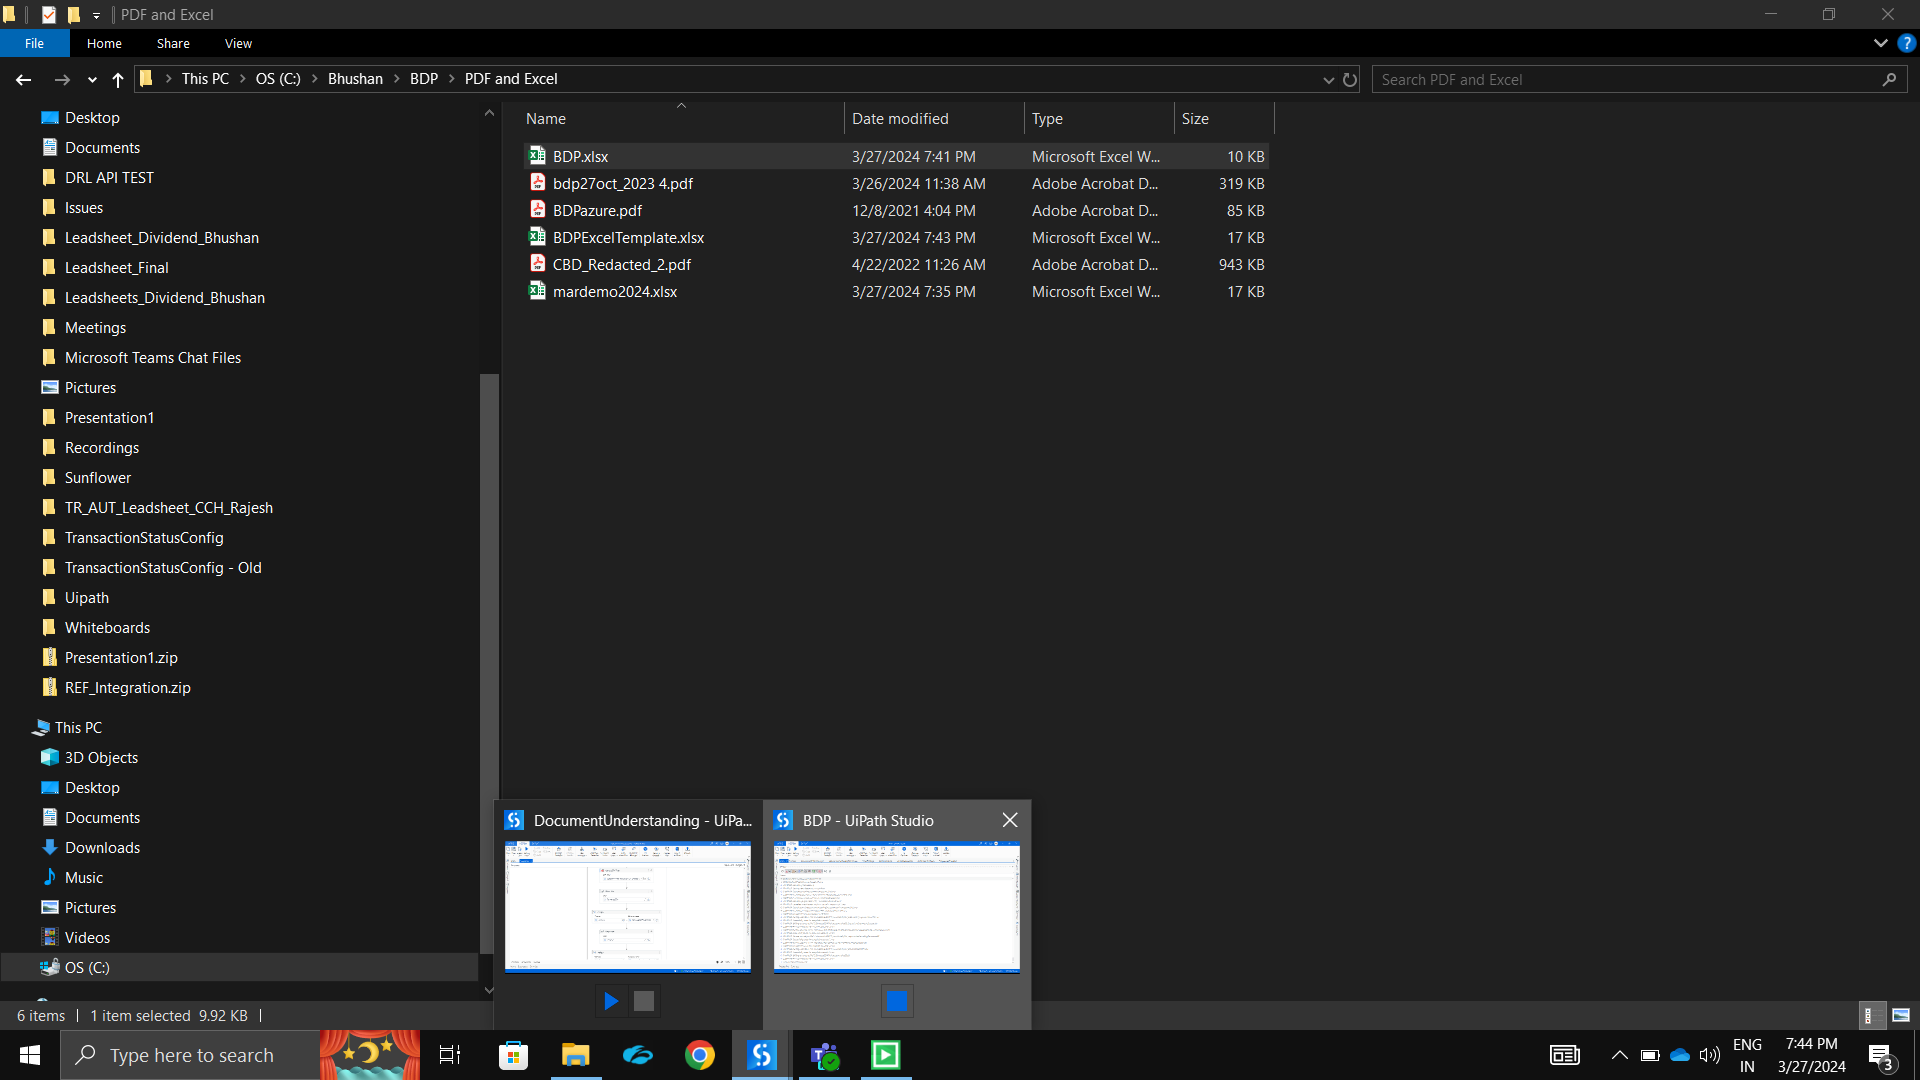 PDF and Excel
File Home Share View
This PC OS (C:) Bhushan BDP PDF and Excel
Search PDF and Excel
Desktop
Documents
DRL API TEST
Issues
Leadsheet_Dividend_Bhushan
Leadsheet_Final
Leadsheets_Dividend_Bhushan
Meetings
Microsoft Teams Chat Files
Pictures
Presentation1
Recordings
Sunflower
TR_AUT_Leadsheet_CCH_Rajesh
TransactionStatusConfig
TransactionStatusConfig - Old
Uipath
Whiteboards
Presentation1.zip
REF_Integration.zip
This PC
3D Objects
Desktop
Documents
Downloads
Music
Pictures
Videos
OS (C:)
Name Date modified Type Size
BDP.xlsx 3/27/2024 7:41 PM Microsoft Excel W... 10 KB
bdp27oct_2023 4.pdf 3/26/2024 11:38 AM Adobe Acrobat D... 319 KB
BDPazure.pdf 12/8/2021 4:04 PM Adobe Acrobat D... 85 KB
BDPExcelTemplate.xlsx 3/27/2024 7:43 PM Microsoft Excel W... 17 KB
CBD_Redacted_2.pdf 4/22/2022 11:26 AM Adobe Acrobat D... 943 KB
mardemo2024.xlsx 3/27/2024 7:35 PM Microsoft Excel W... 17 KB
DocumentUnderstanding - UiPa...
BDP - UiPath Studio
6 items 1 item selected 9.92 KB
Type here to search
ENG
IN
7:44 PM
3/27/2024
3